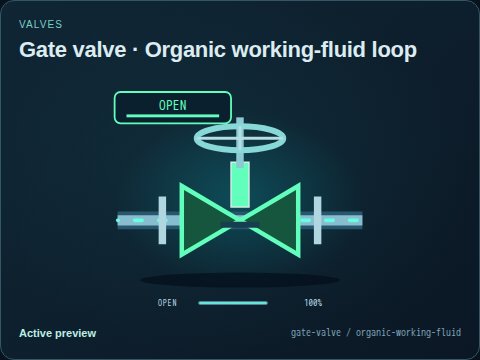 VALVES
Gate valve · Organic working-fluid loop
OPEN
OPEN 100%
Active preview
gate-valve / organic-working-fluid